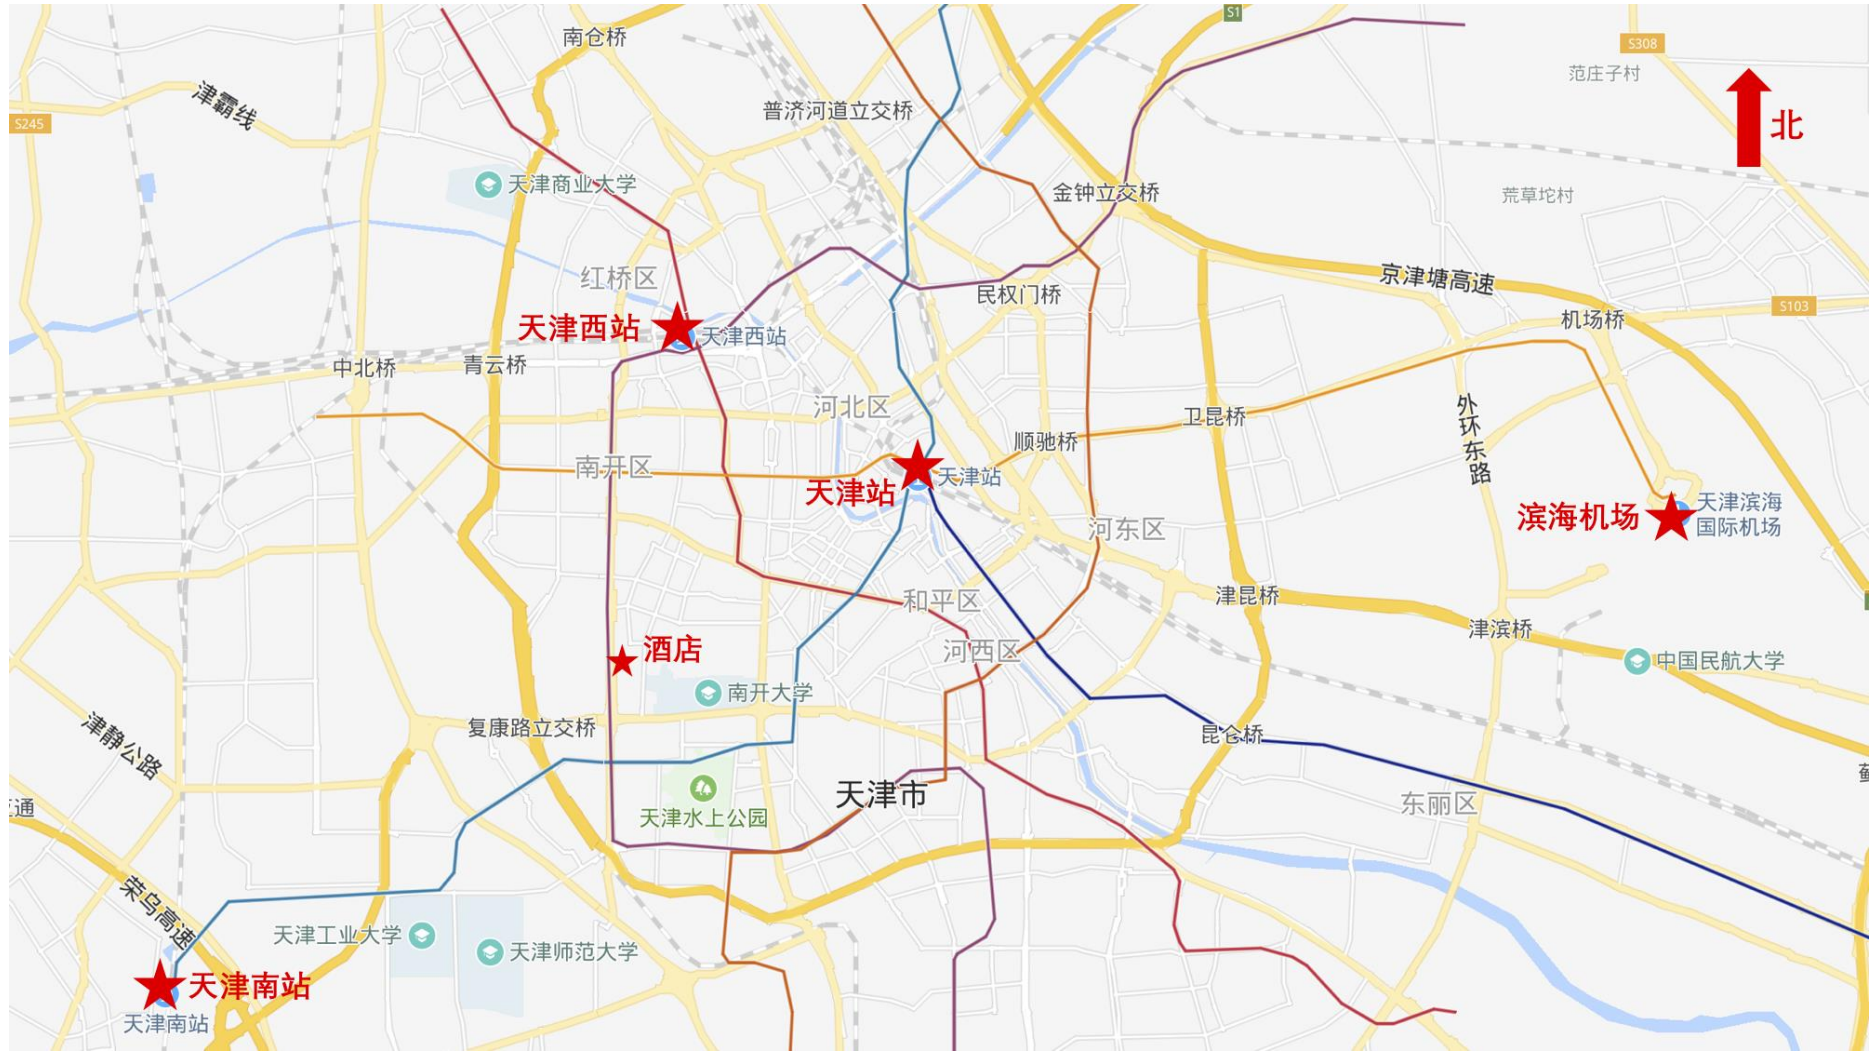 S1
南仓桥
S308
范庄子村
津霸线
S245
普济河道立交桥
北
天津商业大学
金钟立交桥
荒草坨村
红桥区
京津塘高速
民权门桥
S103
机场桥
天津西站
天津西站
中北桥
青云桥
河北区
卫昆桥
外环东路
顺驰桥
南开区
天津站
天津站
滨海机场
天津滨海
国际机场
河东区
和平区
津昆桥
津滨桥
酒店
河西区
中国民航大学
南开大学
复康路立交桥
昆仑桥
津静公路
天津市
东丽区
通
天津水上公园
荣乌高速
天津工业大学
天津师范大学
天津南站
天津南站